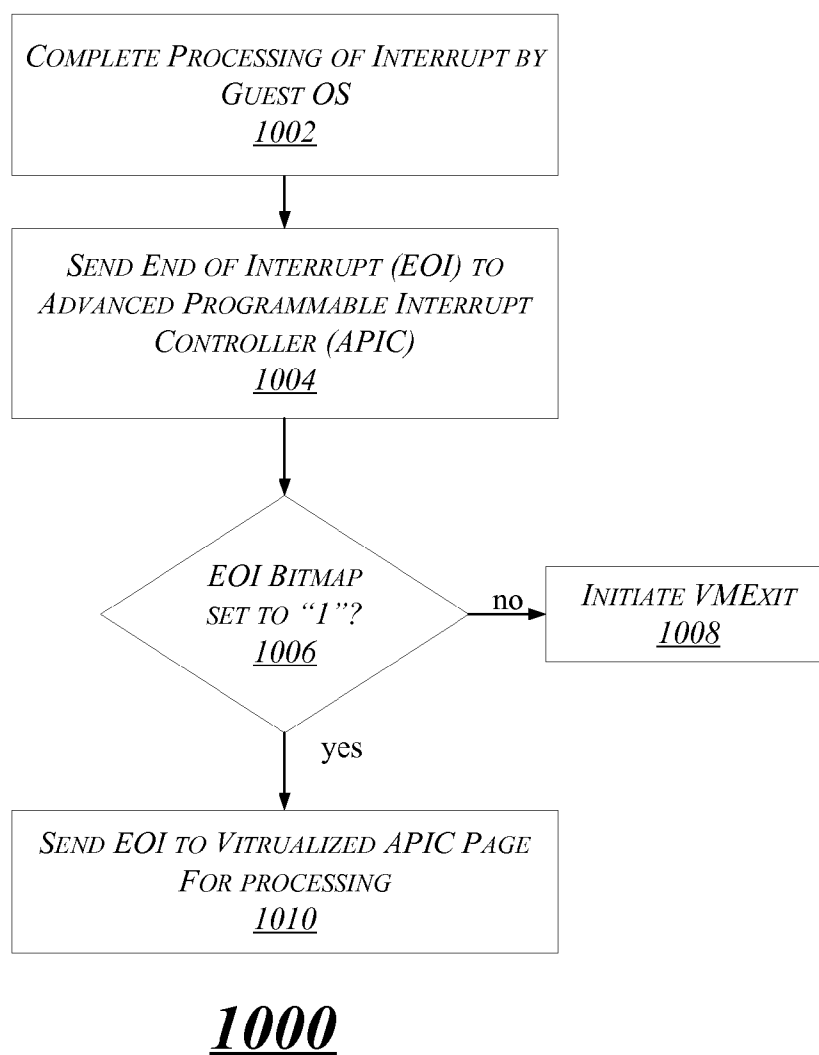 COMPLETE PROCESSING OF INTERRUPT BY
GUEST OS
1002
SEND END OF INTERRUPT (EOI) TO
ADVANCED PROGRAMMABLE INTERRUPT
CONTROLLER (APIC)
1004
EOI BITMAP
SET TO “1”?
1006
no
INITIATE VMEXIT
1008
yes
SEND EOI TO VITRUALIZED APIC PAGE
FOR PROCESSING
1010
1000